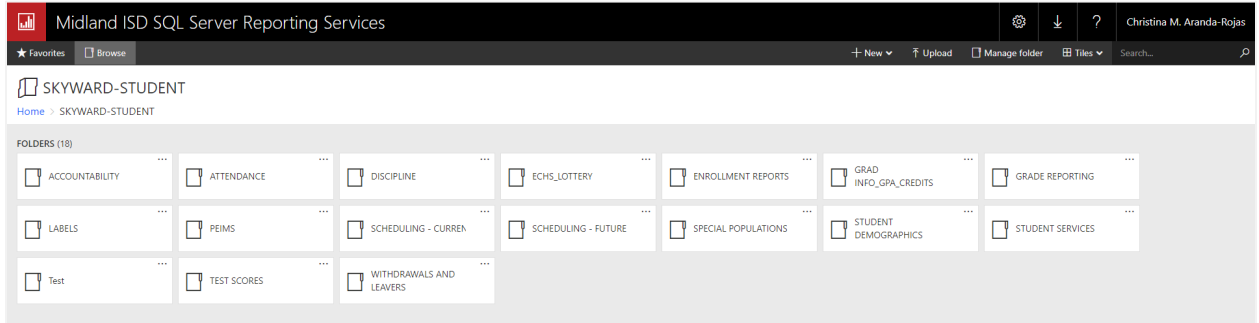 Midland ISD SQL Server Reporting Services
? Christina M. Aranda-Rojas
Favorites Browse New Upload Manage folder Tiles Search...
SKYWARD-STUDENT
Home > SKYWARD-STUDENT
FOLDERS (18)
ACCOUNTABILITY
ATTENDANCE
DISCIPLINE
ECHS_LOTTERY
ENROLLMENT REPORTS
GRAD
INFO_GPA_CREDITS
GRADE REPORTING
LABELS
PEIMS
SCHEDULING - CURREN
SCHEDULING - FUTURE
SPECIAL POPULATIONS
STUDENT
DEMOGRAPHICS
STUDENT SERVICES
Test
TEST SCORES
WITHDRAWALS AND
LEAVERS